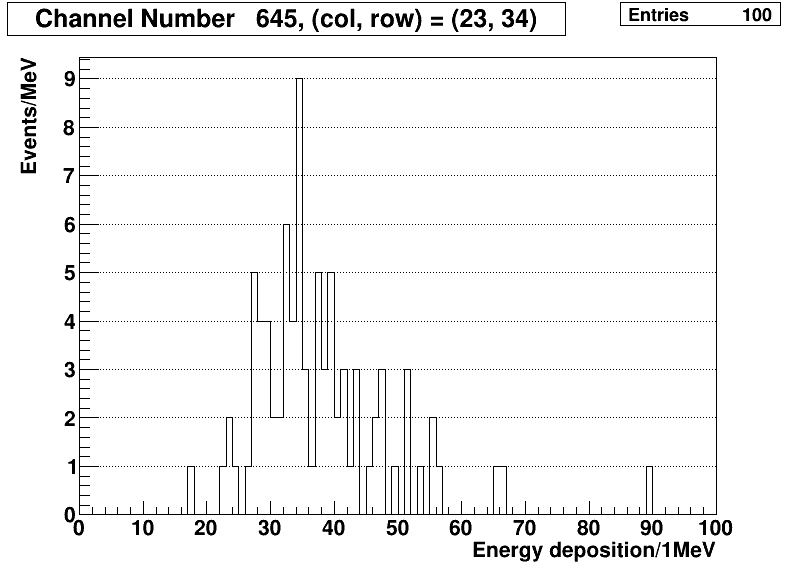 Channel Number 645, (col, row) = (23, 34)
Entries 100
Events/MeV
9
8
7
6
5
4
3
2
1
0
0 10 20 30 40 50 60 70 80 90 100
Energy deposition/1MeV